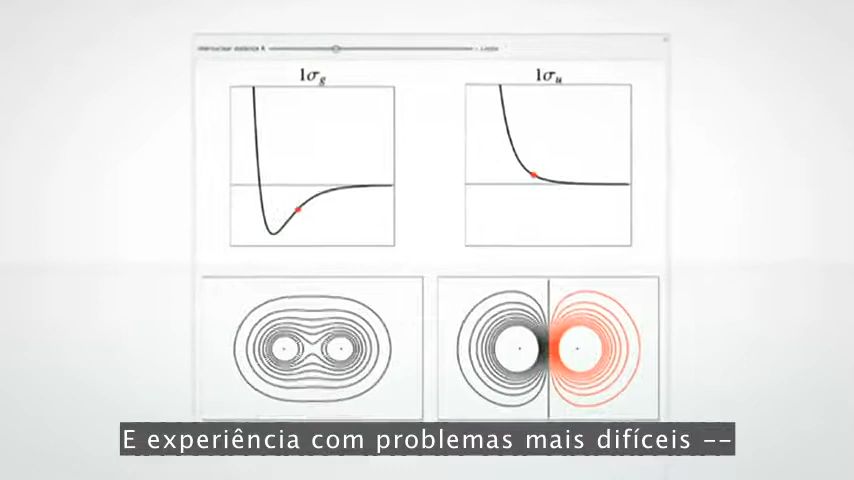 1σg
1σu
E experiência com problemas mais difíceis --